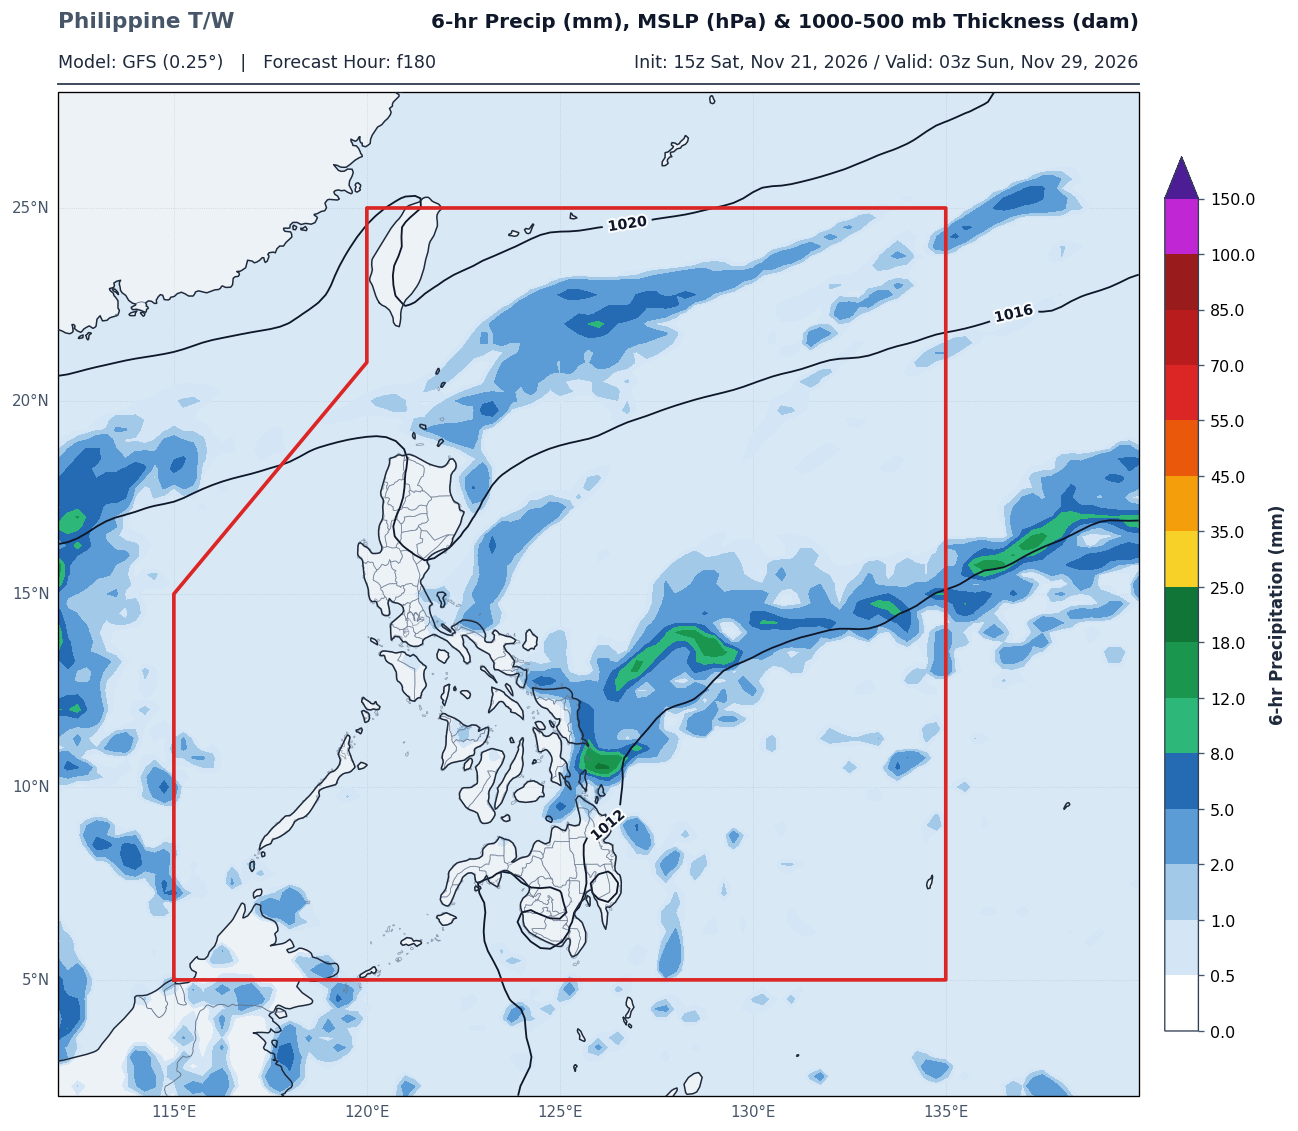 Philippine T/W
6-hr Precip (mm), MSLP (hPa) & 1000-500 mb Thickness (dam)
Model: GFS (0.25°) | Forecast Hour: f180
Init: 15z Sat, Nov 21, 2026 / Valid: 03z Sun, Nov 29, 2026
25°N
20°N
15°N
10°N
5°N
115°E
120°E
125°E
130°E
135°E
1020
1016
1012
150.0
100.0
85.0
70.0
55.0
45.0
35.0
25.0
18.0
12.0
8.0
5.0
2.0
1.0
0.5
0.0
6-hr Precipitation (mm)